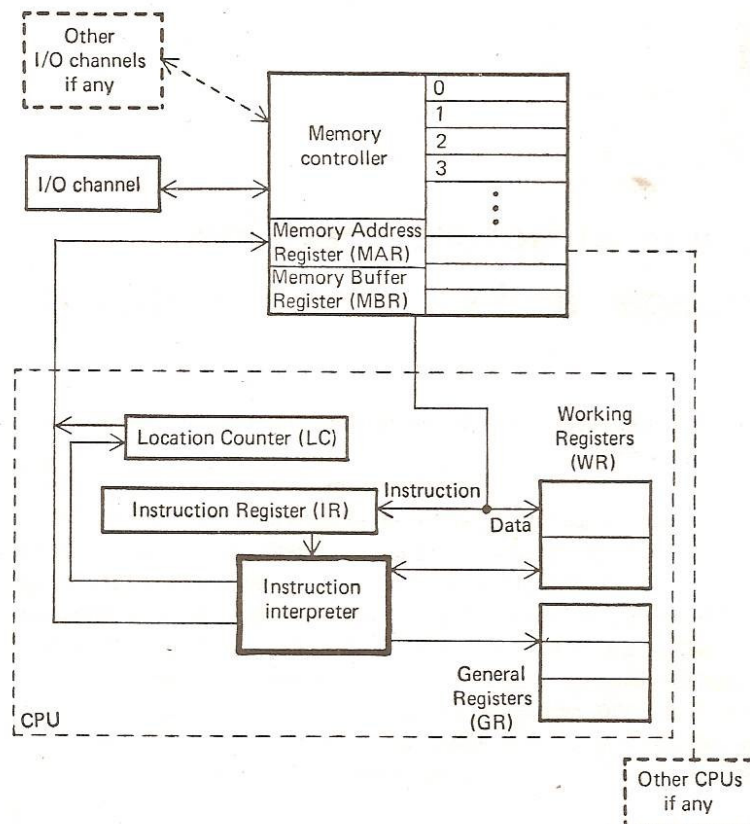 Other
I/O channels
if any
I/O channel
Memory
controller
0
1
2
3
Memory Address
Register (MAR)
Memory Buffer
Register (MBR)
Location Counter (LC)
Working
Registers
(WR)
Instruction Register (IR)
Instruction
Data
Instruction
interpreter
General
Registers
(GR)
CPU
Other CPUs
if any